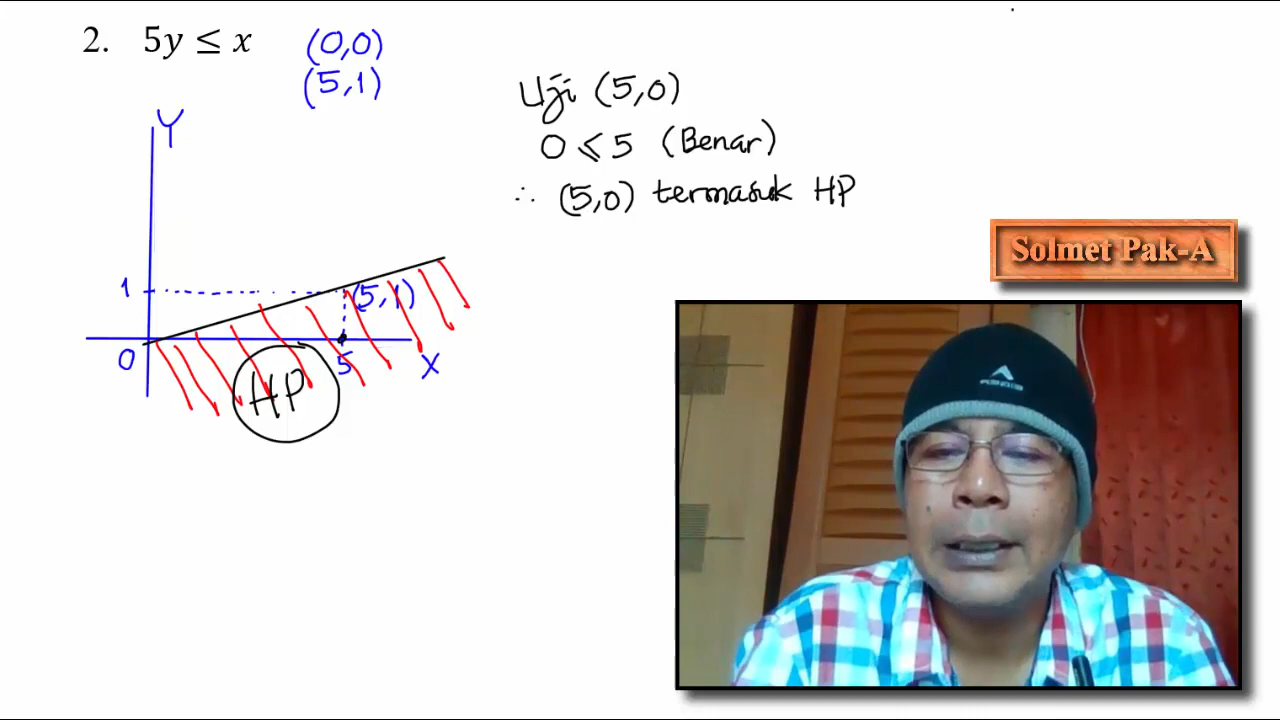 2. 5y ≤ x (0,0)
(5,1)
Uji (5,0)
0 ≤ 5 (Benar)
∴ (5,0) termasuk HP
Y
Solmet Pak-A
1
(5,1)
0
5
X
HP